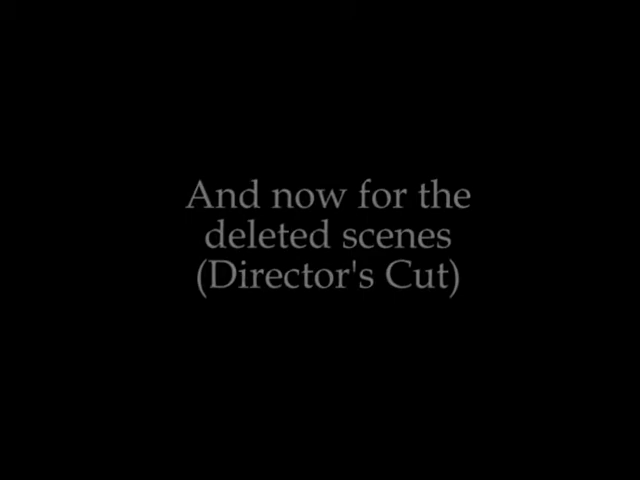 And now for the
deleted scenes
(Director's Cut)